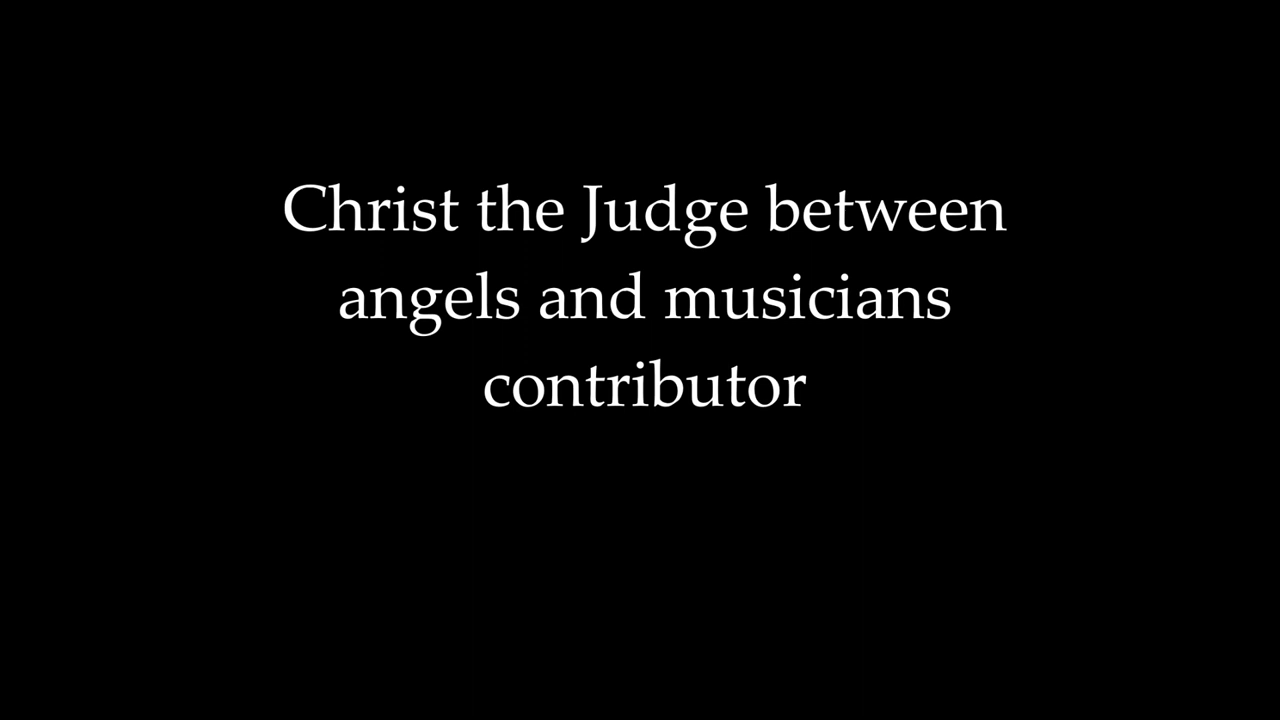 Christ the Judge between
angels and musicians
contributor